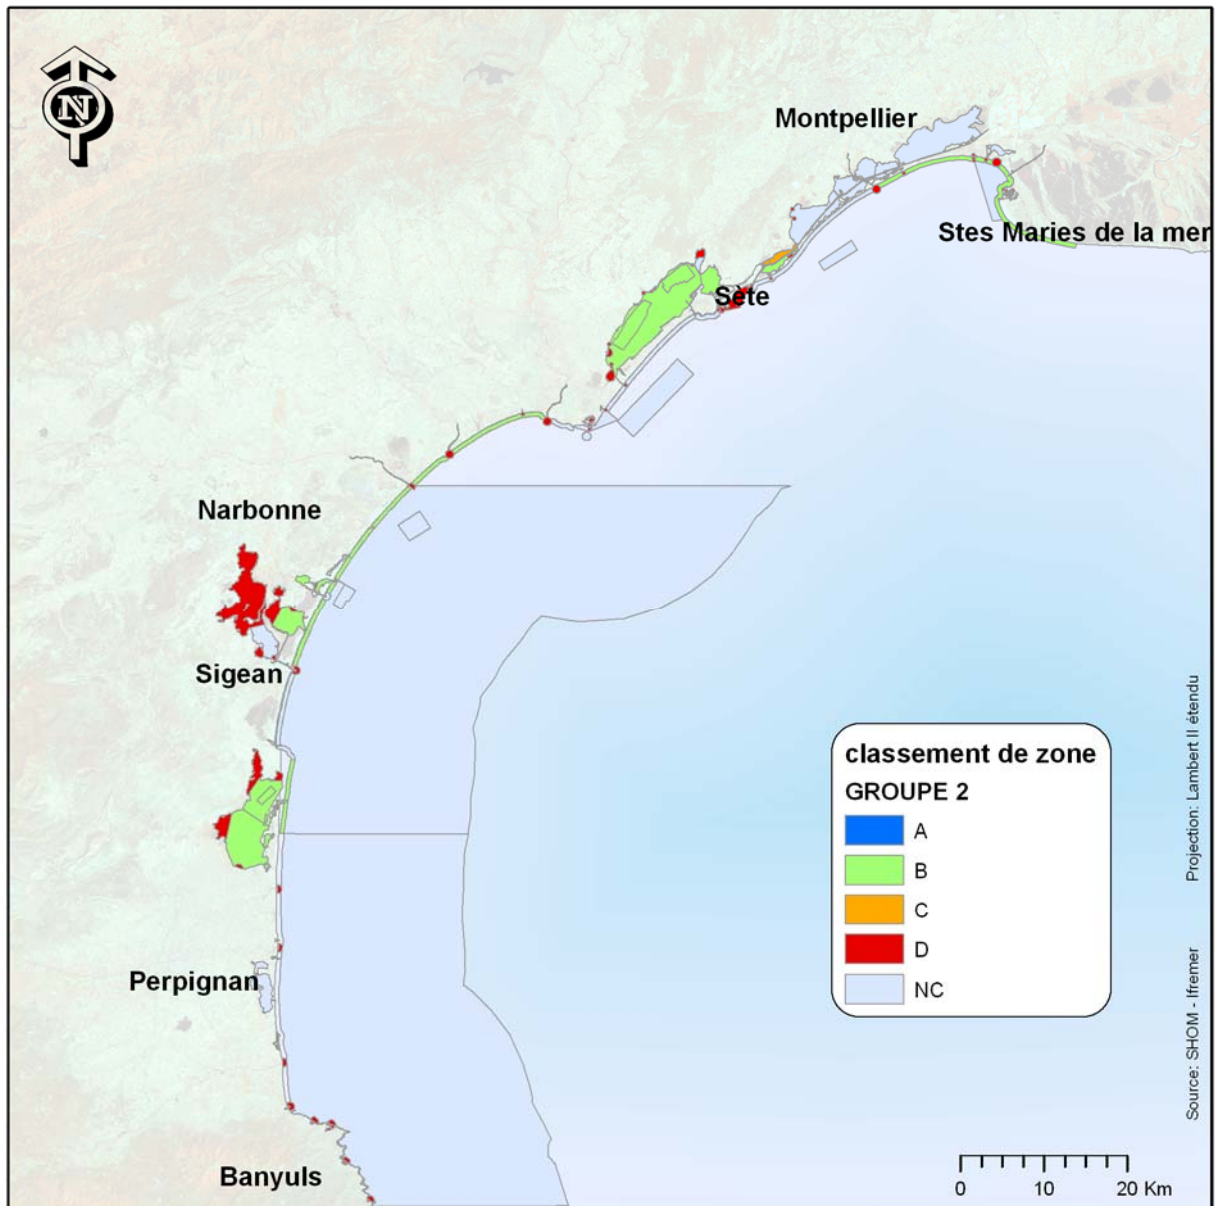 N
Montpellier
Stes Maries de la mer
Sète
Narbonne
Sigean
Perpignan
Banyuls
classement de zone
GROUPE 2
A
B
C
D
NC
Projection: Lambert II étendu
Source: SHOM - Ifremer
0 10 20 Km